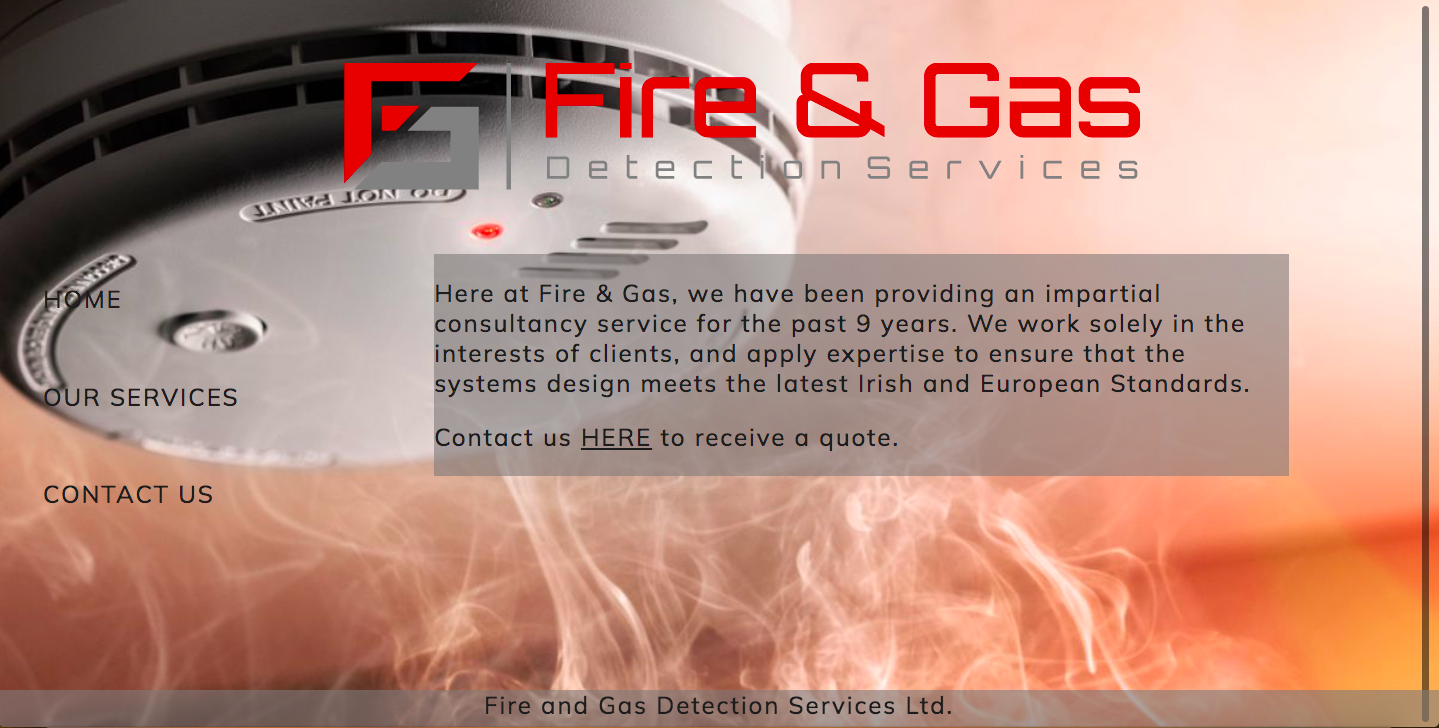 Fire & Gas
Detection Services
DO NOT PAINT
HOME
OUR SERVICES
CONTACT US
Here at Fire & Gas, we have been providing an impartial
consultancy service for the past 9 years. We work solely in the
interests of clients, and apply expertise to ensure that the
systems design meets the latest Irish and European Standards.
Contact us HERE to receive a quote.
Fire and Gas Detection Services Ltd.